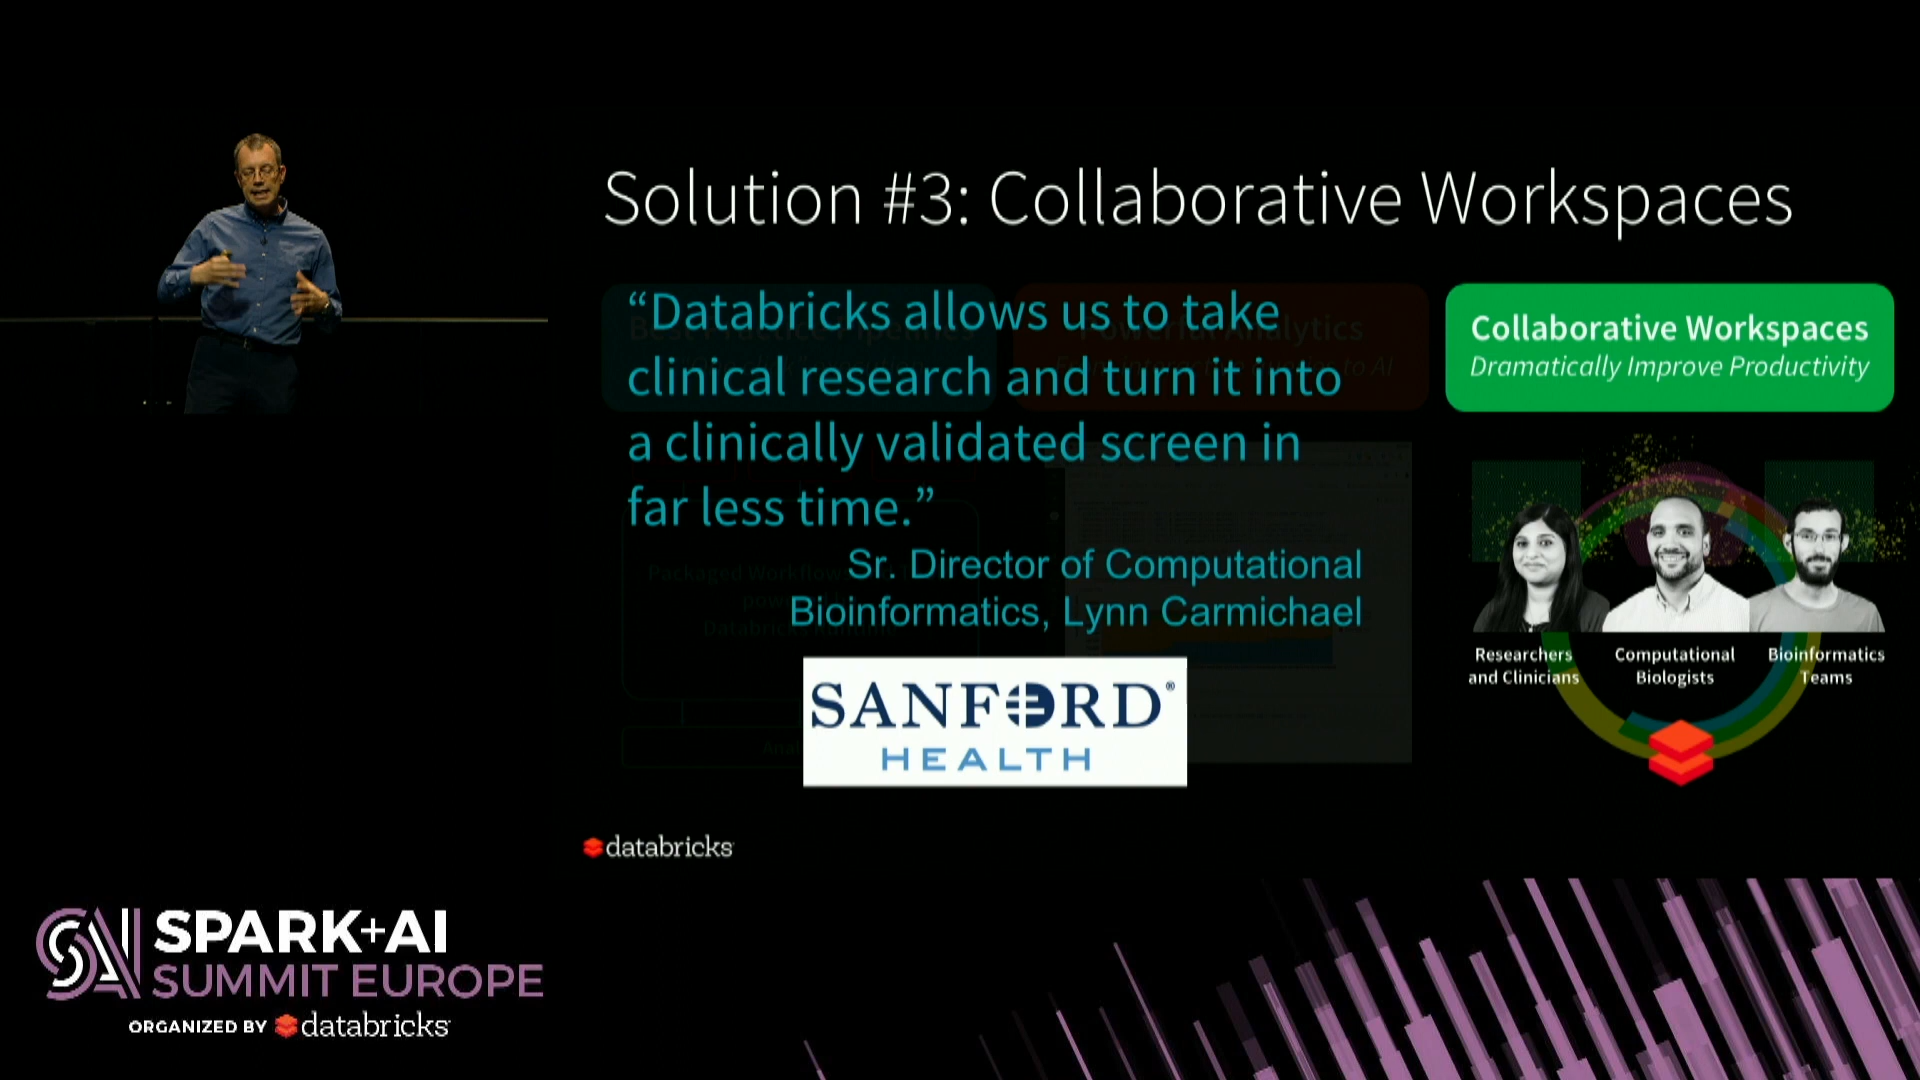 Solution #3: Collaborative Workspaces
“Databricks allows us to take
clinical research and turn it into
a clinically validated screen in
far less time.”
Sr. Director of Computational
Bioinformatics, Lynn Carmichael
SANFORD®
HEALTH
Collaborative Workspaces
Dramatically Improve Productivity
Researchers
and Clinicians
Computational
Biologists
Bioinformatics
Teams
databricks
SAI
SPARK+AI
SUMMIT EUROPE
ORGANIZED BY databricks